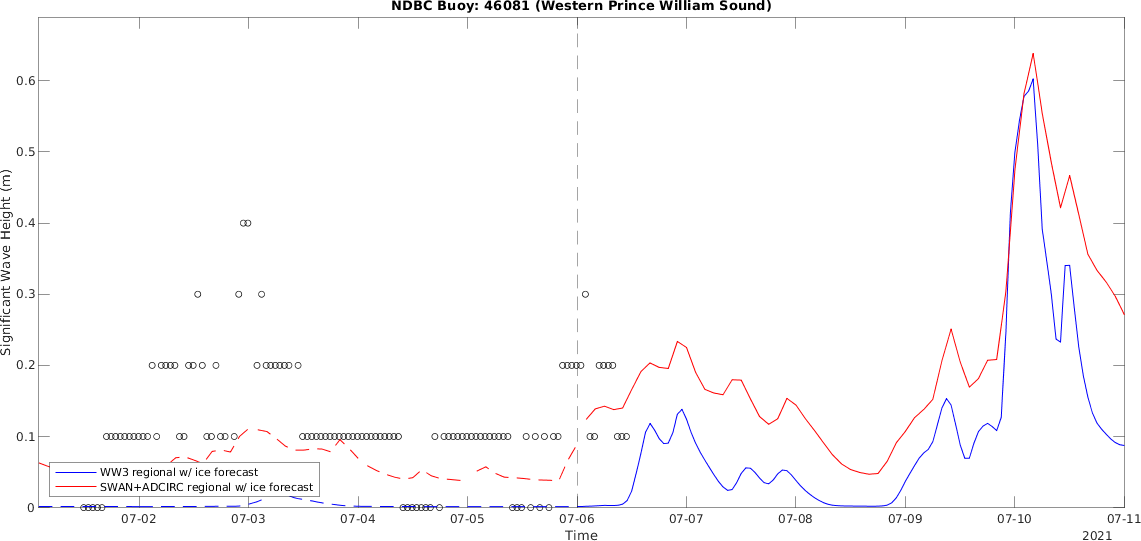 NDBC Buoy: 46081 (Western Prince William Sound)
Significant Wave Height (m)
0.6
0.5
0.4
0.3
0.2
0.1
0
WW3 regional w/ ice forecast
SWAN+ADCIRC regional w/ ice forecast
07-02 07-03 07-04 07-05 07-06 07-07 07-08 07-09 07-10 07-11
Time
2021